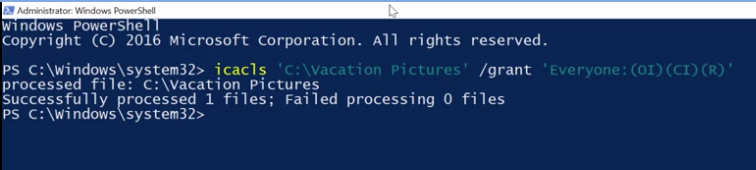 Administrator: Windows PowerShell
Windows PowerShell
Copyright (C) 2016 Microsoft Corporation. All rights reserved.
PS C:\Windows\system32> icacls 'C:\Vacation Pictures' /grant 'Everyone:(OI)(CI)(R)'
processed file: C:\Vacation Pictures
Successfully processed 1 files; Failed processing 0 files
PS C:\Windows\system32>